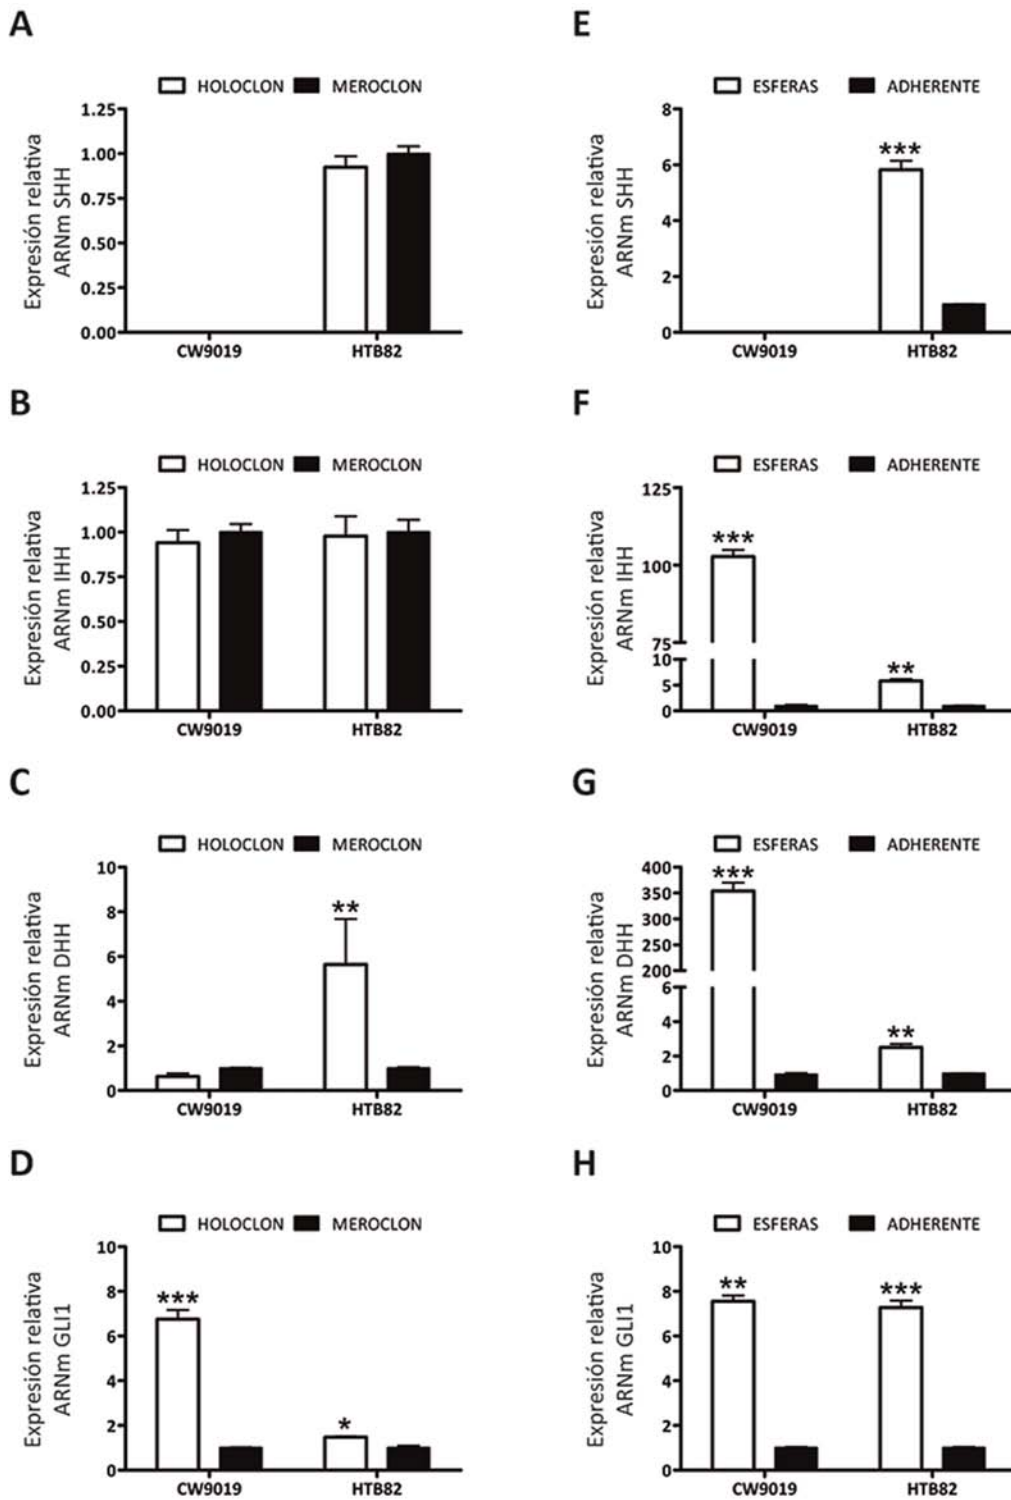 A
HOLOCLON MEROCLON
Expresión relativa
ARNm SHH
1.25
1.00
0.75
0.50
0.25
0.00
CW9019 HTB82
E
ESFERAS ADHERENTE
Expresión relativa
ARNm SHH
8
6
4
2
0
***
CW9019 HTB82
B
HOLOCLON MEROCLON
Expresión relativa
ARNm IHH
1.25
1.00
0.75
0.50
0.25
0.00
CW9019 HTB82
F
ESFERAS ADHERENTE
Expresión relativa
ARNm IHH
125
100
75
10
5
0
***
**
CW9019 HTB82
C
HOLOCLON MEROCLON
Expresión relativa
ARNm DHH
10
8
6
4
2
0
**
CW9019 HTB82
G
ESFERAS ADHERENTE
Expresión relativa
ARNm DHH
400
350
300
250
200
6
4
2
0
***
**
CW9019 HTB82
D
HOLOCLON MEROCLON
Expresión relativa
ARNm GLI1
10
8
6
4
2
0
***
*
CW9019 HTB82
H
ESFERAS ADHERENTE
Expresión relativa
ARNm GLI1
10
8
6
4
2
0
**
***
CW9019 HTB82